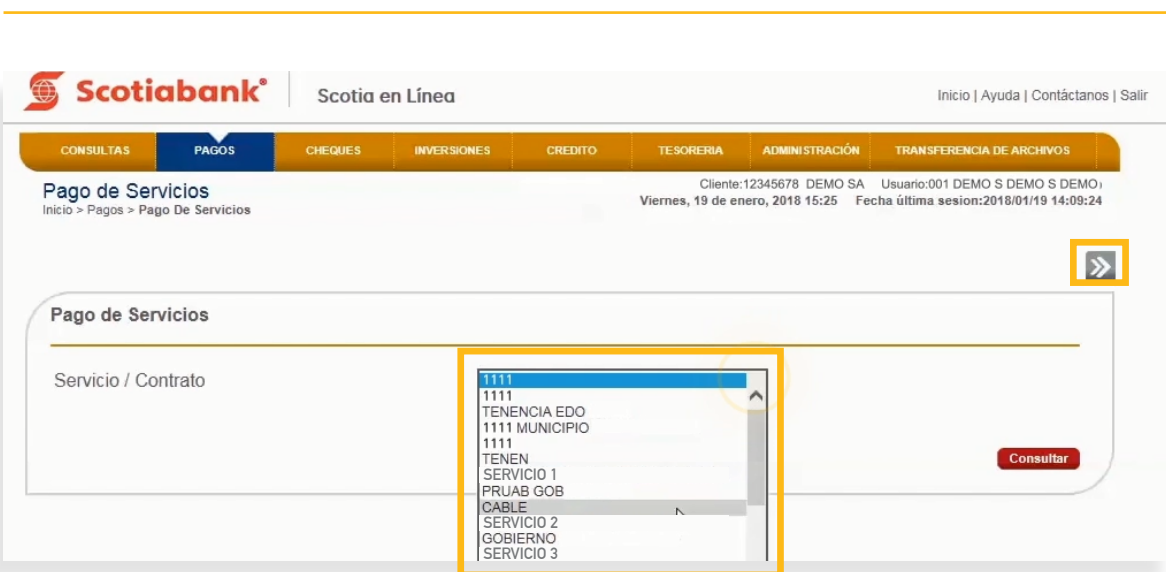 Scotiabank® Scotia en Línea Inicio | Ayuda | Contáctanos | Salir
CONSULTAS PAGOS CHEQUES INVERSIONES CREDITO TESORERIA ADMINISTRACIÓN TRANSFERENCIA DE ARCHIVOS
Pago de Servicios Cliente:12345678 DEMO SA Usuario:001 DEMO S DEMO S DEMO
Inicio > Pagos > Pago De Servicios Viernes, 19 de enero, 2018 15:25 Fecha última sesion:2018/01/19 14:09:24
Pago de Servicios
Servicio / Contrato 1111
1111
TENENCIA EDO
1111 MUNICIPIO
1111
TENEN
SERVICIO 1
PRUAB GOB
CABLE
SERVICIO 2
GOBIERNO
SERVICIO 3
Consultar